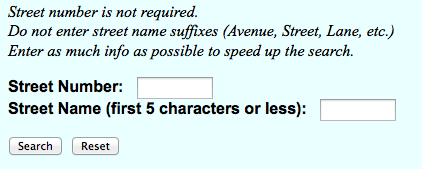 Street number is not required.
Do not enter street name suffixes (Avenue, Street, Lane, etc.)
Enter as much info as possible to speed up the search.
Street Number:
Street Name (first 5 characters or less):
Search Reset